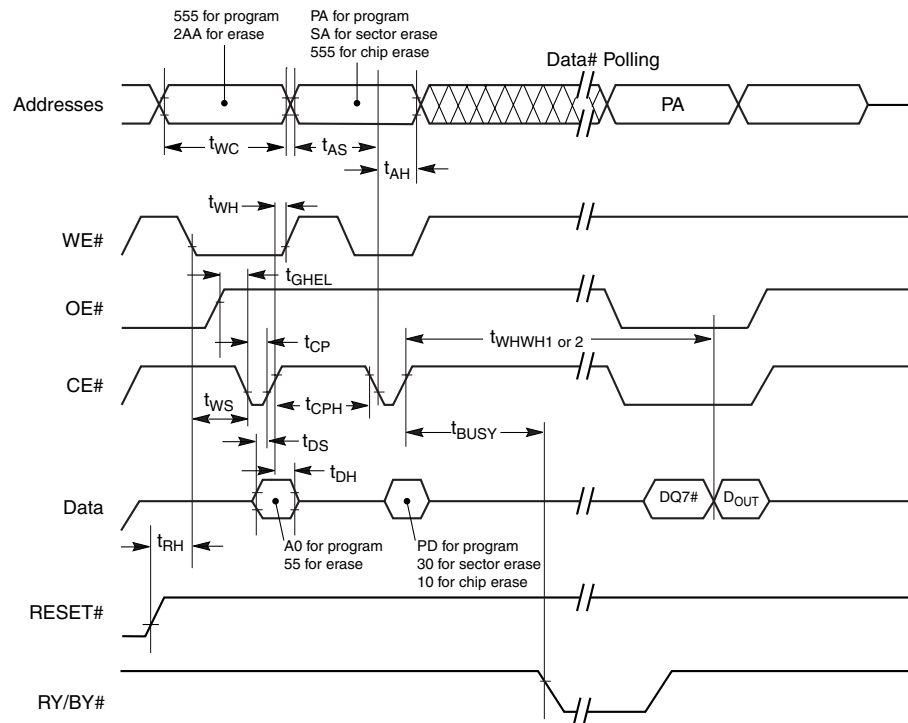 555 for program
2AA for erase
PA for program
SA for sector erase
555 for chip erase
Data# Polling
Addresses
PA
tWC
tAS
tAH
tWH
WE#
tGHEL
OE#
tCP
tWHWH1 or 2
CE#
tWS
tCPH
tBUSY
tDS
tDH
Data
DQ7#
DOUT
tRH
A0 for program
55 for erase
PD for program
30 for sector erase
10 for chip erase
RESET#
RY/BY#